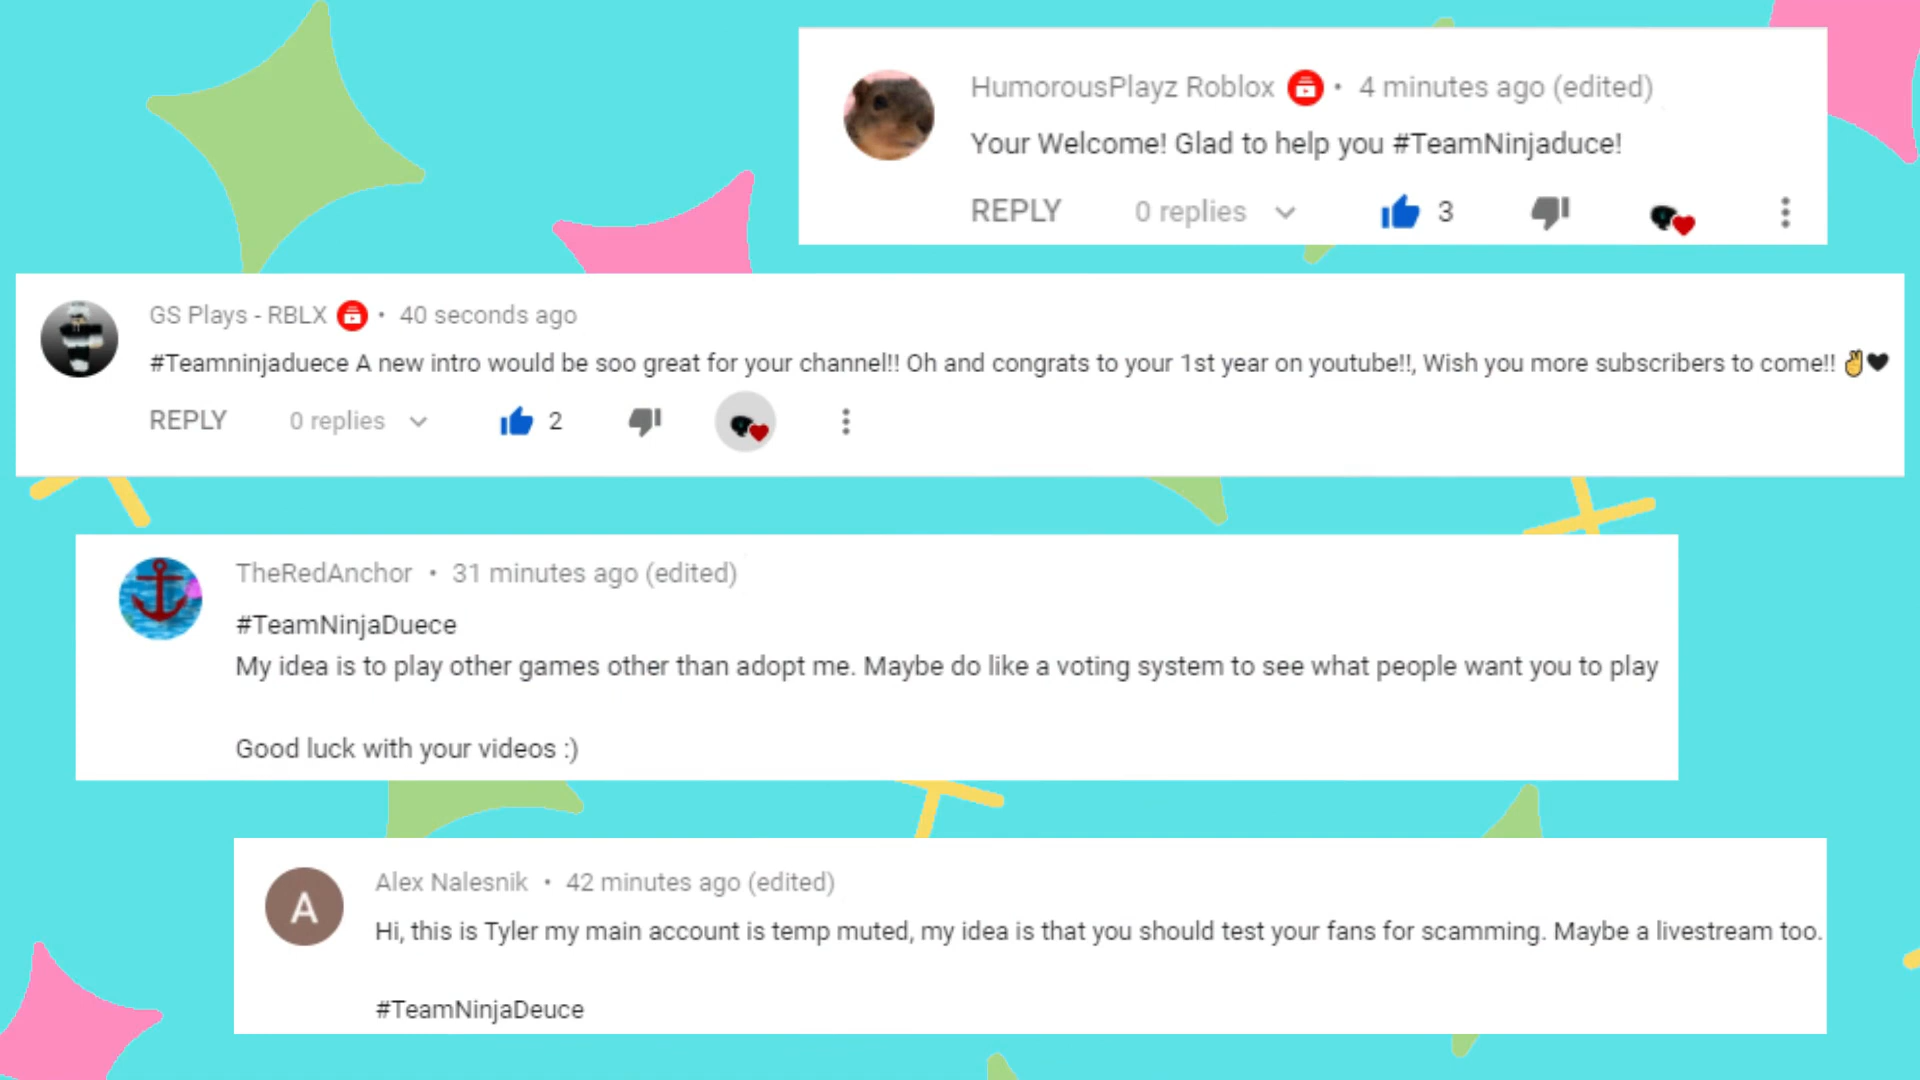 HumorousPlayz Roblox • 4 minutes ago (edited)
Your Welcome! Glad to help you #TeamNinjaduce!
REPLY 0 replies 3
GS Plays - RBLX • 40 seconds ago
#Teamninjaduece A new intro would be soo great for your channel!! Oh and congrats to your 1st year on youtube!!, Wish you more subscribers to come!! ✌🖤
REPLY 0 replies 2
TheRedAnchor • 31 minutes ago (edited)
#TeamNinjaDuece
My idea is to play other games other than adopt me. Maybe do like a voting system to see what people want you to play
Good luck with your videos :)
A
Alex Nalesnik • 42 minutes ago (edited)
Hi, this is Tyler my main account is temp muted, my idea is that you should test your fans for scamming. Maybe a livestream too.
#TeamNinjaDeuce